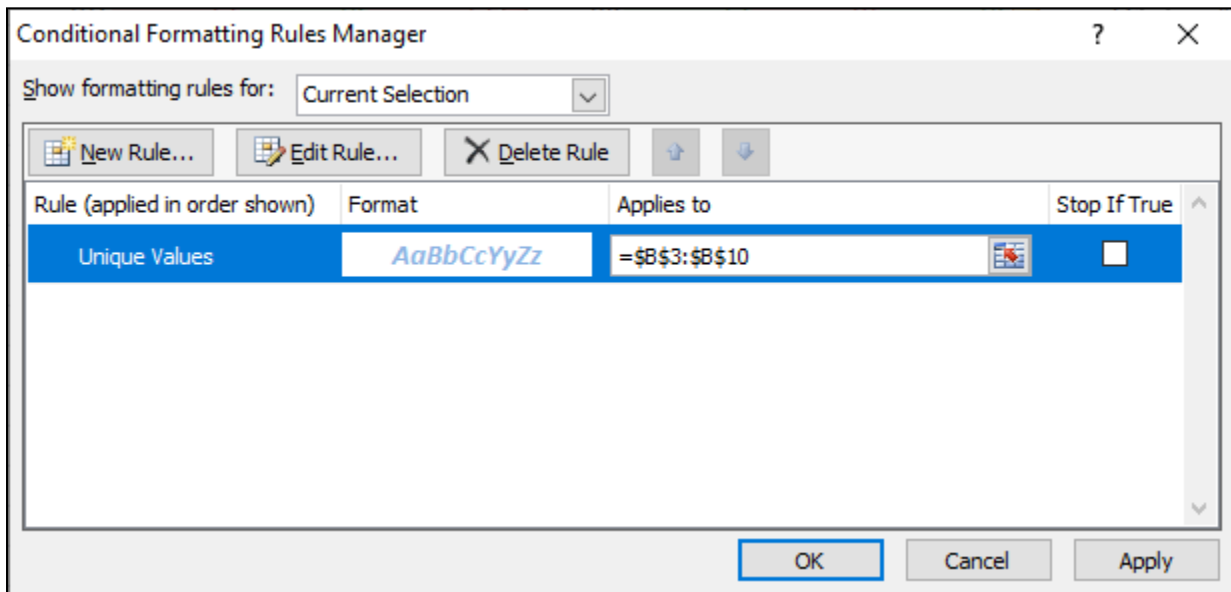 Conditional Formatting Rules Manager ? X
Show formatting rules for: Current Selection
New Rule... Edit Rule... Delete Rule
Rule (applied in order shown) Format Applies to Stop If True
Unique Values AaBbCcYyZz =$B$3:$B$10
OK Cancel Apply